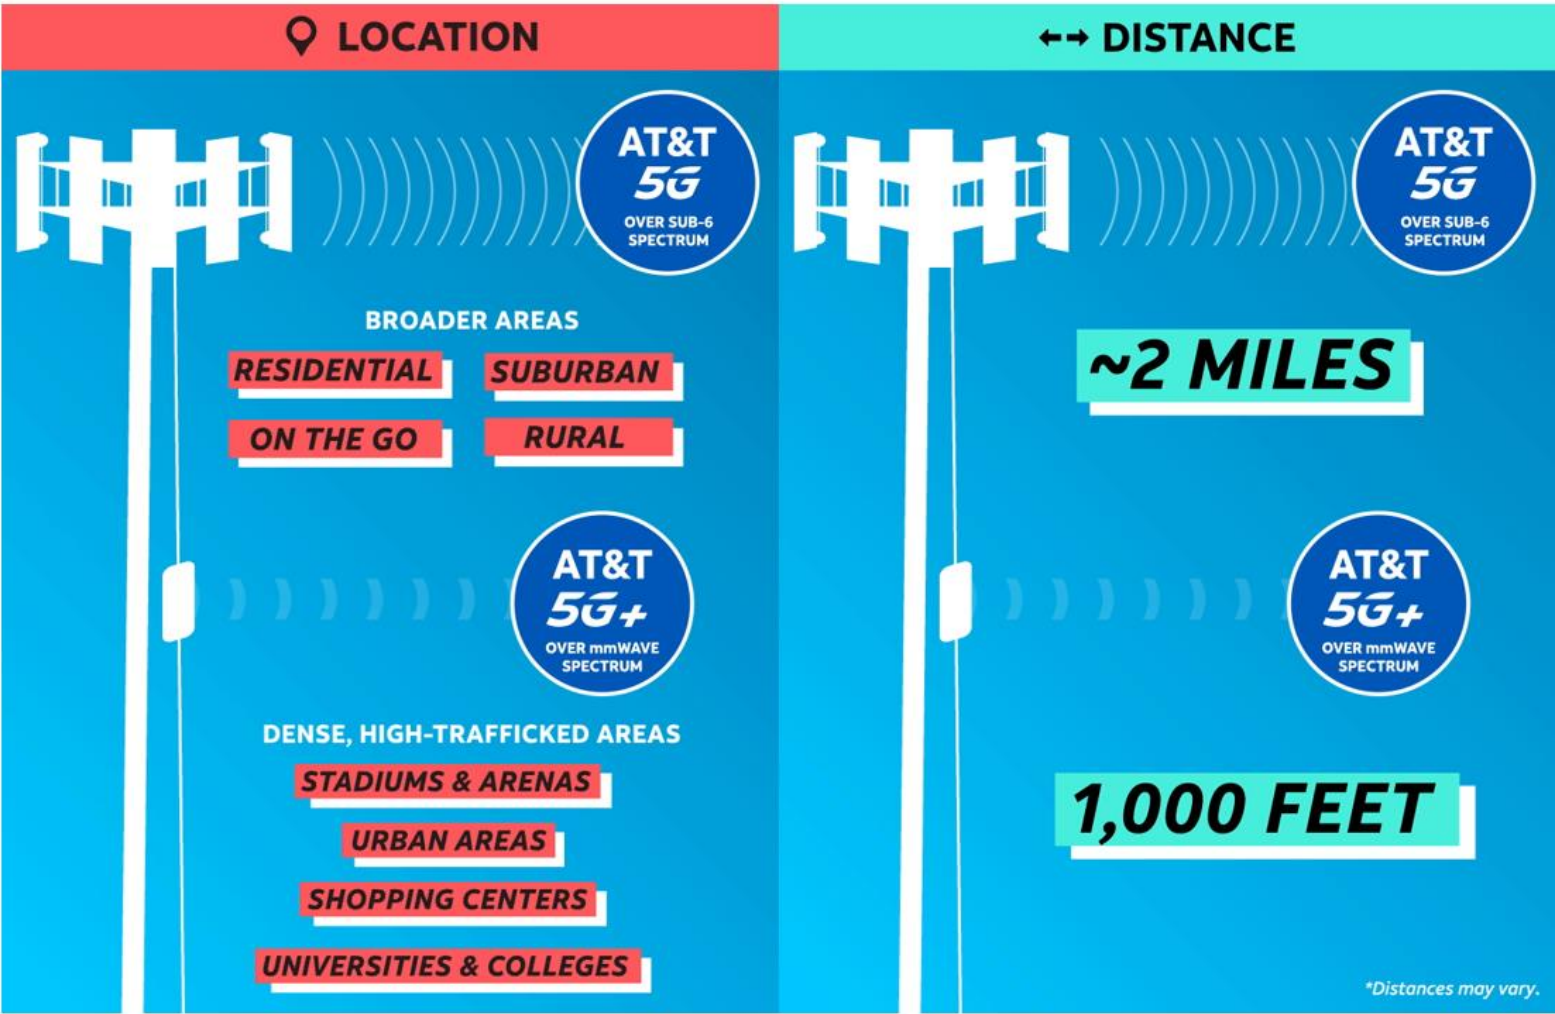 LOCATION
AT&T
5G
OVER SUB-6
SPECTRUM
BROADER AREAS
RESIDENTIAL
SUBURBAN
ON THE GO
RURAL
AT&T
5G+
OVER mmWAVE
SPECTRUM
DENSE, HIGH-TRAFFICKED AREAS
STADIUMS & ARENAS
URBAN AREAS
SHOPPING CENTERS
UNIVERSITIES & COLLEGES
DISTANCE
AT&T
5G
OVER SUB-6
SPECTRUM
~2 MILES
AT&T
5G+
OVER mmWAVE
SPECTRUM
1,000 FEET
*Distances may vary.